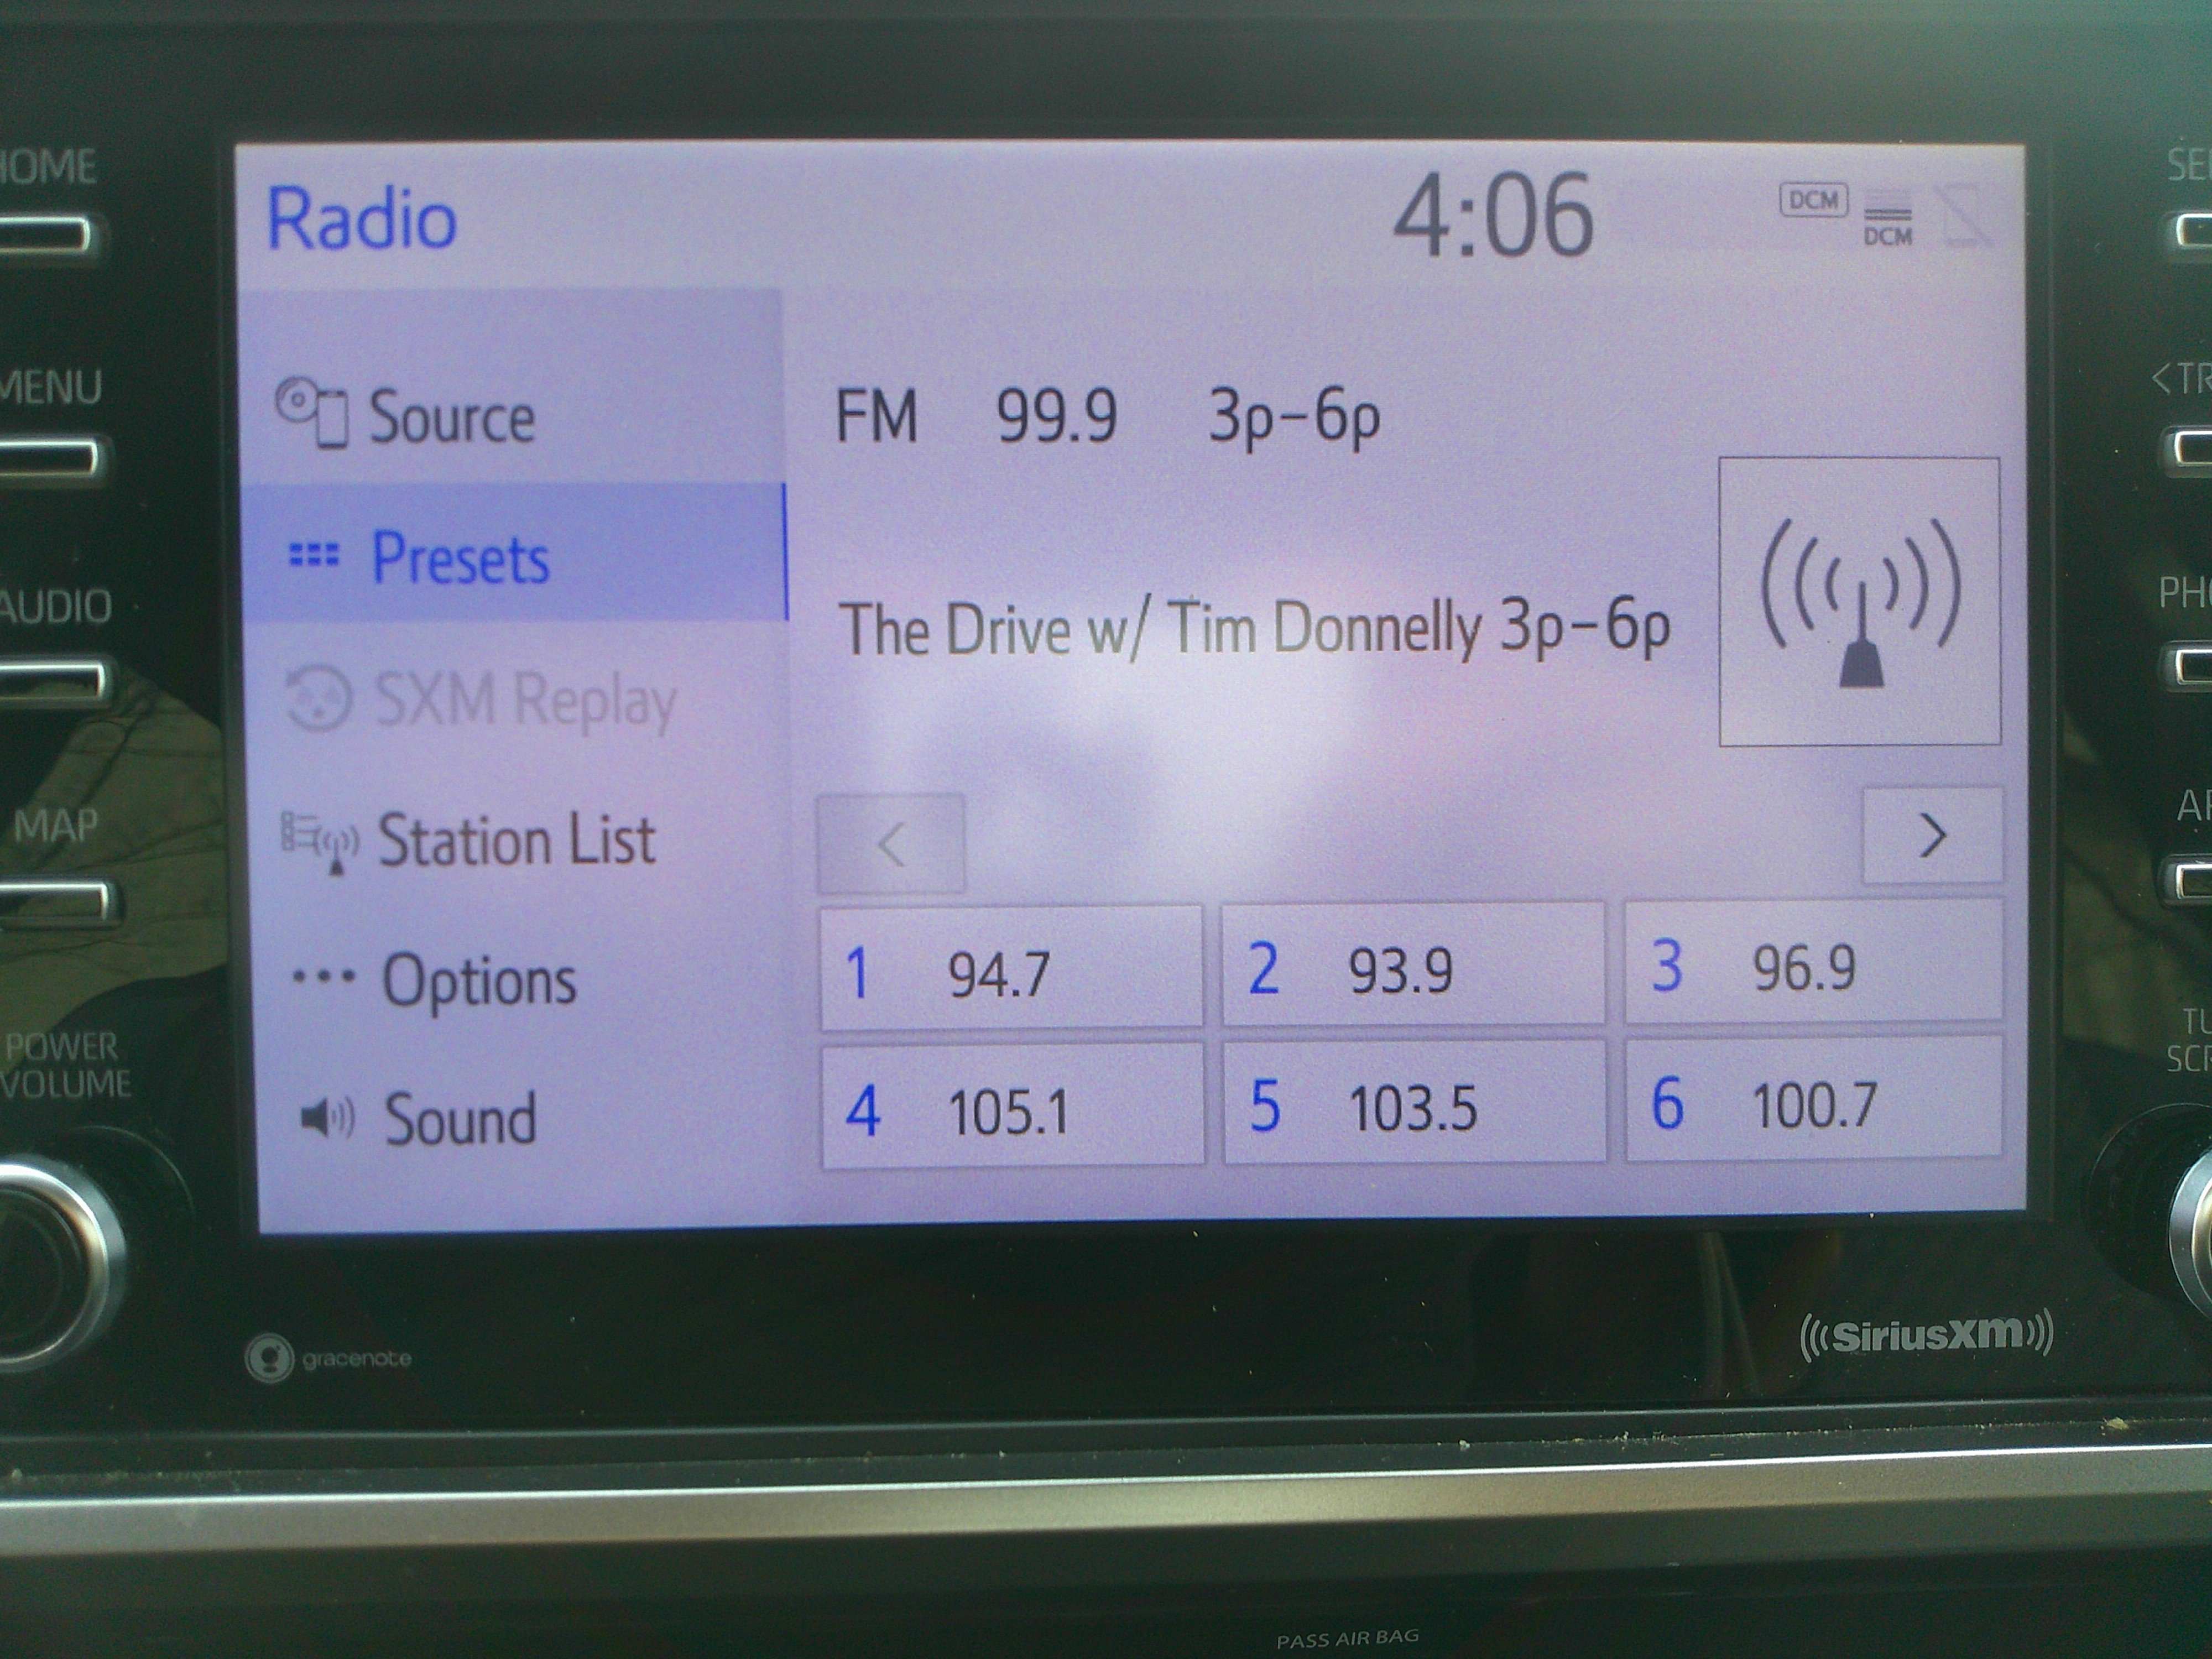 HOME
MENU
AUDIO
MAP
POWER
VOLUME
Radio
4:06
DCM
DCM
Source
Presets
SXM Replay
Station List
Options
Sound
FM 99.9 3p-6p
The Drive w/ Tim Donnelly 3p-6p
<
>
1 94.7
2 93.9
3 96.9
4 105.1
5 103.5
6 100.7
gracenote
SiriusXM
PASS AIR BAG